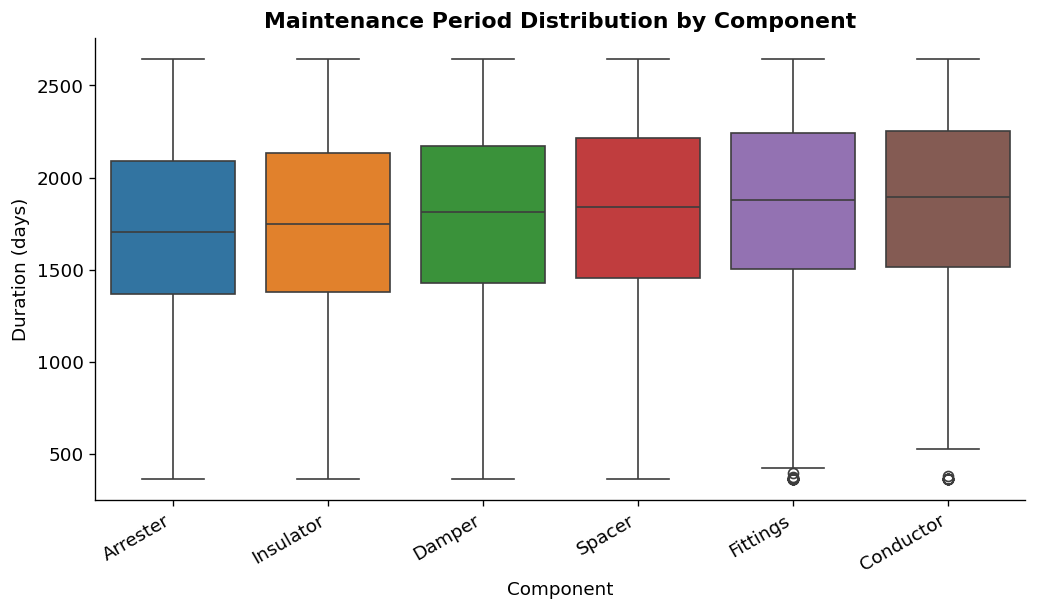 Maintenance Period Distribution by Component
Duration (days)
2500
2000
1500
1000
500
Arrester
Insulator
Damper
Spacer
Fittings
Conductor
Component